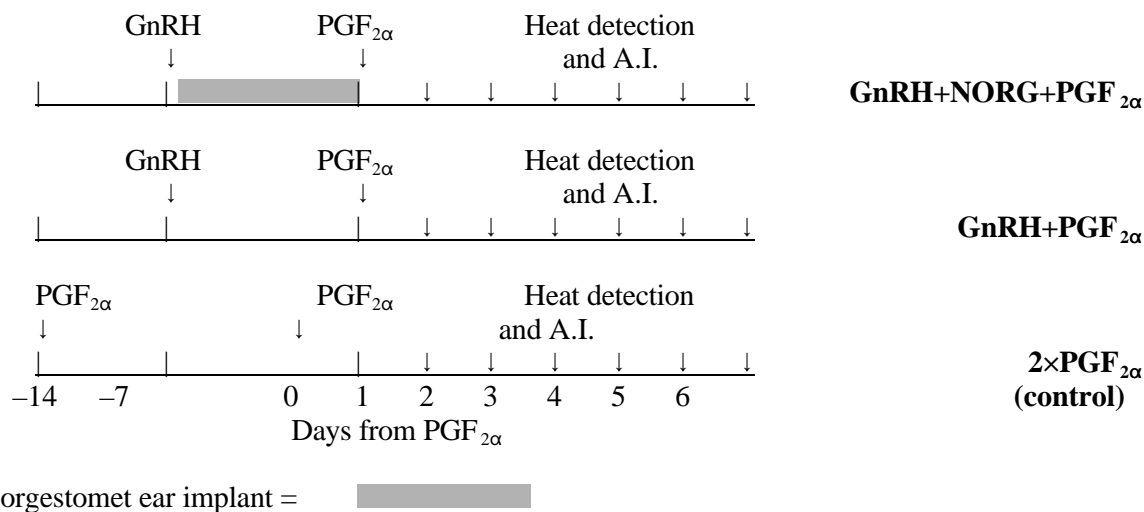 GnRH PGF2α Heat detection
↓ ↓ and A.I.
↓ ↓ ↓ ↓ ↓ ↓ GnRH+NORG+PGF2α
GnRH PGF2α Heat detection
↓ ↓ and A.I.
↓ ↓ ↓ ↓ ↓ ↓ GnRH+PGF2α
PGF2α PGF2α Heat detection
↓ ↓ and A.I.
↓ ↓ ↓ ↓ ↓ ↓ 2×PGF2α
–14 –7 0 1 2 3 4 5 6 (control)
Days from PGF2α
orgestomet ear implant =